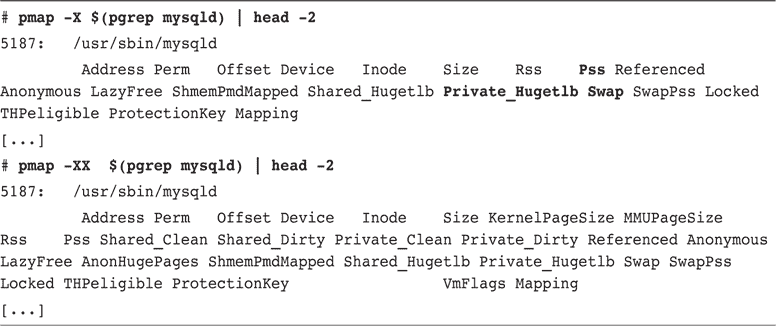 # pmap -X $(pgrep mysqld) | head -2
5187:   /usr/sbin/mysqld
         Address Perm   Offset Device   Inode    Size    Rss    Pss Referenced
Anonymous LazyFree ShmemPmdMapped Shared_Hugetlb Private_Hugetlb Swap SwapPss Locked
THPeligible ProtectionKey Mapping
[...]
# pmap -XX  $(pgrep mysqld) | head -2
5187:   /usr/sbin/mysqld
         Address Perm   Offset Device   Inode    Size KernelPageSize MMUPageSize
Rss    Pss Shared_Clean Shared_Dirty Private_Clean Private_Dirty Referenced Anonymous
LazyFree AnonHugePages ShmemPmdMapped Shared_Hugetlb Private_Hugetlb Swap SwapPss
Locked THPeligible ProtectionKey                 VmFlags Mapping
[...]